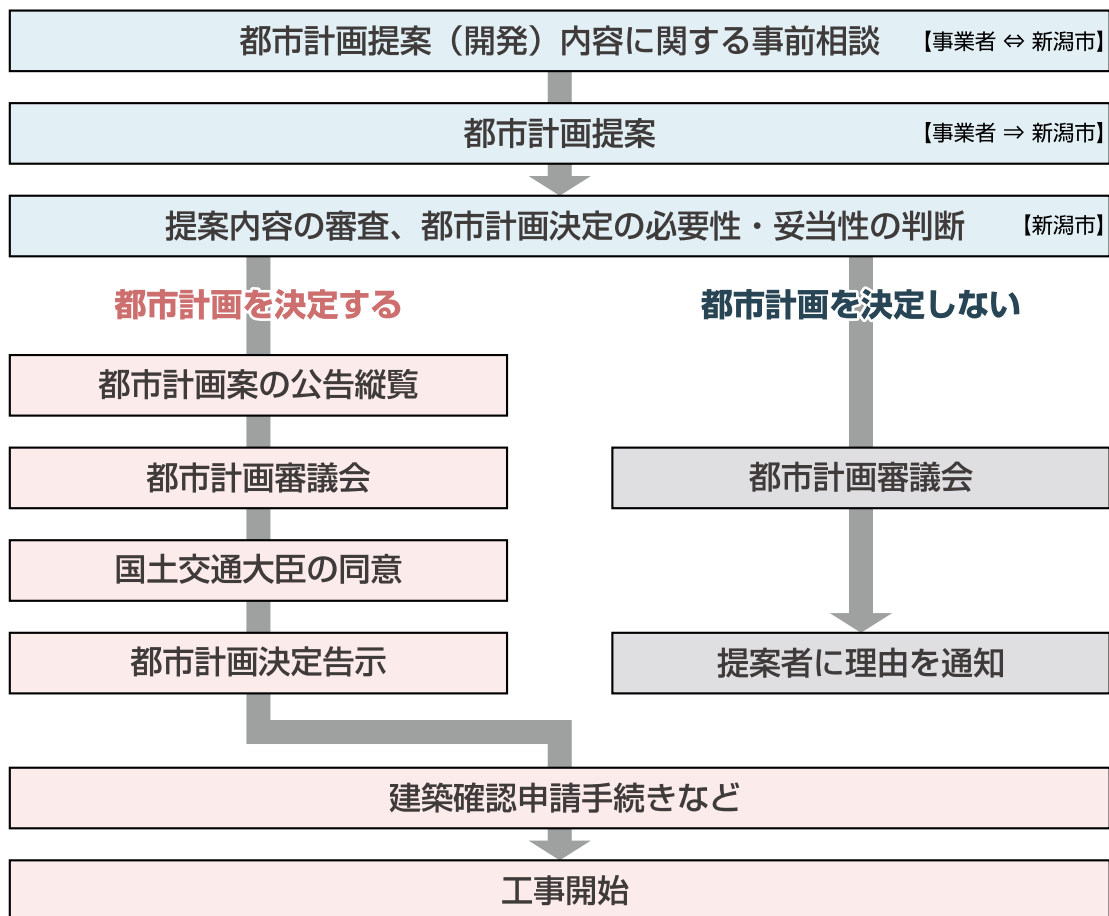 都市計画提案（開発）内容に関する事前相談 【事業者 ⇔ 新潟市】
都市計画提案 【事業者 ⇒ 新潟市】
提案内容の審査、都市計画決定の必要性・妥当性の判断 【新潟市】
都市計画を決定する
都市計画案の公告縦覧
都市計画審議会
国土交通大臣の同意
都市計画決定告示
都市計画を決定しない
都市計画審議会
提案者に理由を通知
建築確認申請手続きなど
工事開始